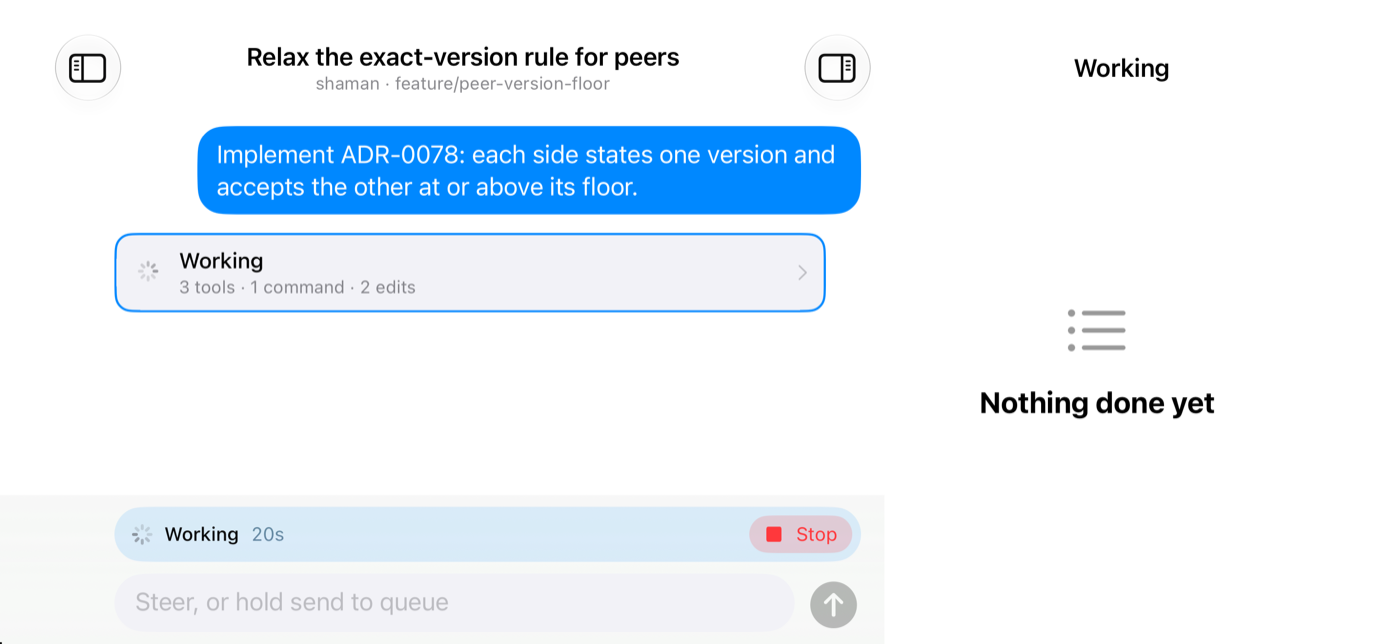 Relax the exact-version rule for peers
shaman · feature/peer-version-floor
Implement ADR-0078: each side states one version and
accepts the other at or above its floor.
Working
3 tools · 1 command · 2 edits
Working 20s
Stop
Steer, or hold send to queue
Working
Nothing done yet